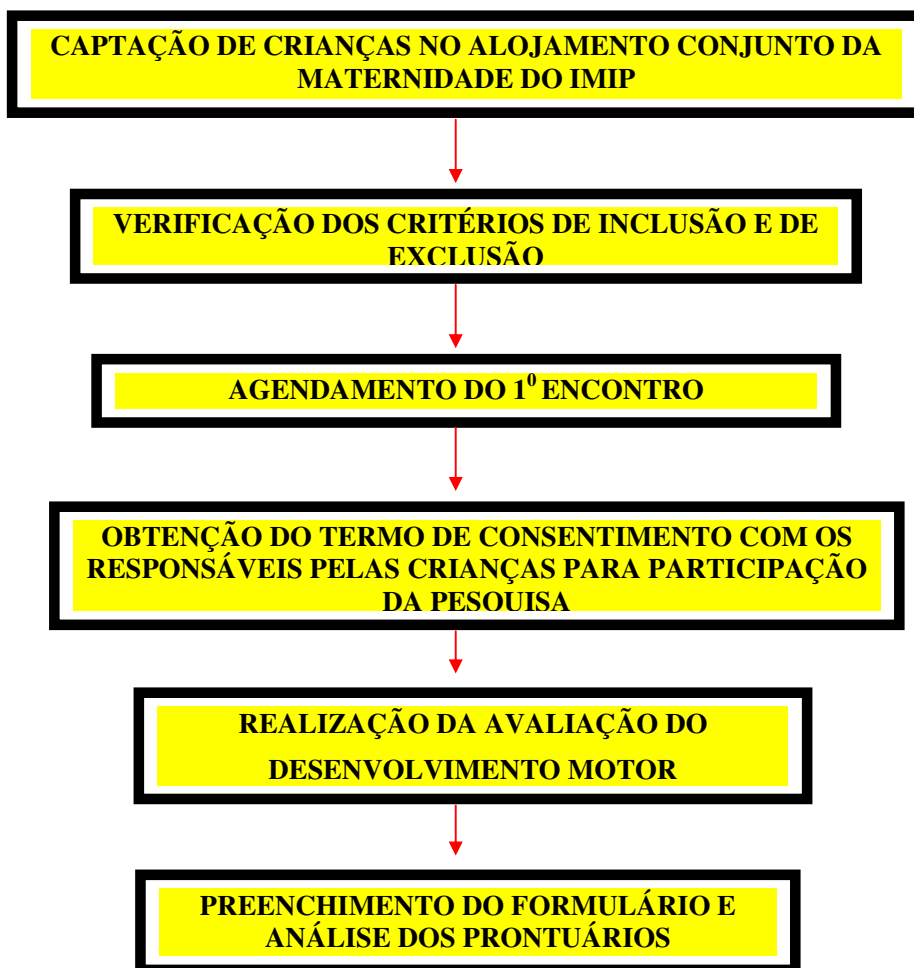 CAPTAÇÃO DE CRIANÇAS NO ALOJAMENTO CONJUNTO DA
MATERNIDADE DO IMIP
VERIFICAÇÃO DOS CRITÉRIOS DE INCLUSÃO E DE
EXCLUSÃO
AGENDAMENTO DO 1⁰ ENCONTRO
OBTENÇÃO DO TERMO DE CONSENTIMENTO COM OS
RESPONSÁVEIS PELAS CRIANÇAS PARA PARTICIPAÇÃO
DA PESQUISA
REALIZAÇÃO DA AVALIAÇÃO DO
DESENVOLVIMENTO MOTOR
PREENCHIMENTO DO FORMULÁRIO E
ANÁLISE DOS PRONTUÁRIOS